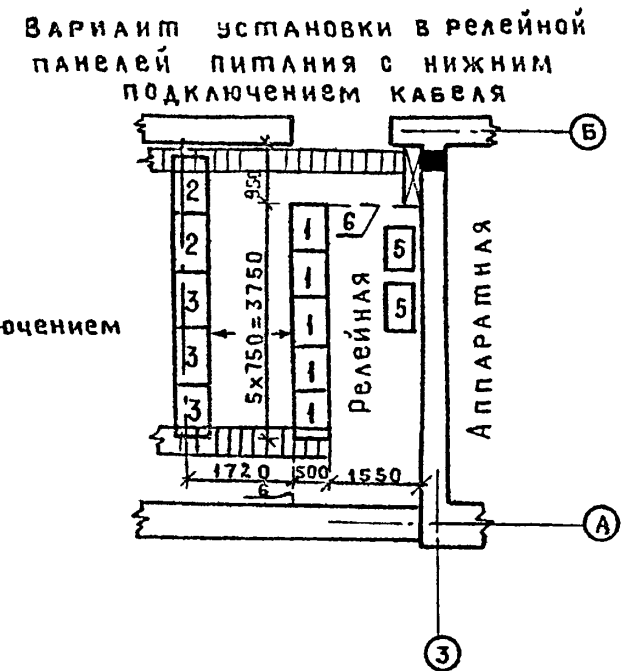 Вариант установки в релейной
панелей питания с нижним
подключением кабеля
Б
2
950
1
6
2
1
5
3
5х750=3750
1
5
ючением
3
1
Релейная
Аппаратная
3
1
1720
500
1550
6
А
3